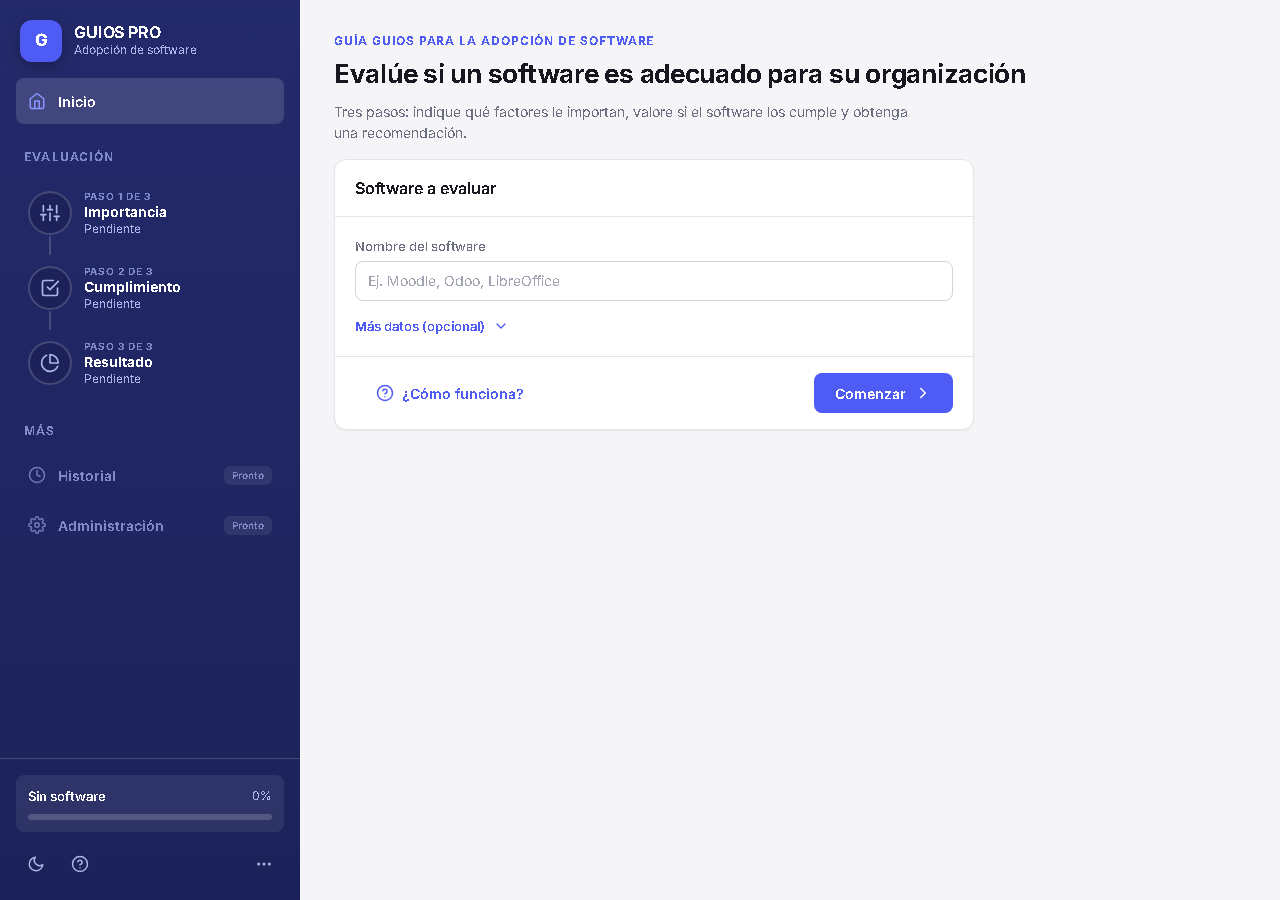 G
GUIOS PRO
Adopción de software
Inicio
EVALUACIÓN
PASO 1 DE 3
Importancia
Pendiente
PASO 2 DE 3
Cumplimiento
Pendiente
PASO 3 DE 3
Resultado
Pendiente
MÁS
Historial
Pronto
Administración
Pronto
Sin software
0%
GUÍA GUIOS PARA LA ADOPCIÓN DE SOFTWARE
Evalúe si un software es adecuado para su organización
Tres pasos: indique qué factores le importan, valore si el software los cumple y obtenga
una recomendación.
Software a evaluar
Nombre del software
Ej. Moodle, Odoo, LibreOffice
Más datos (opcional)
¿Cómo funciona?
Comenzar